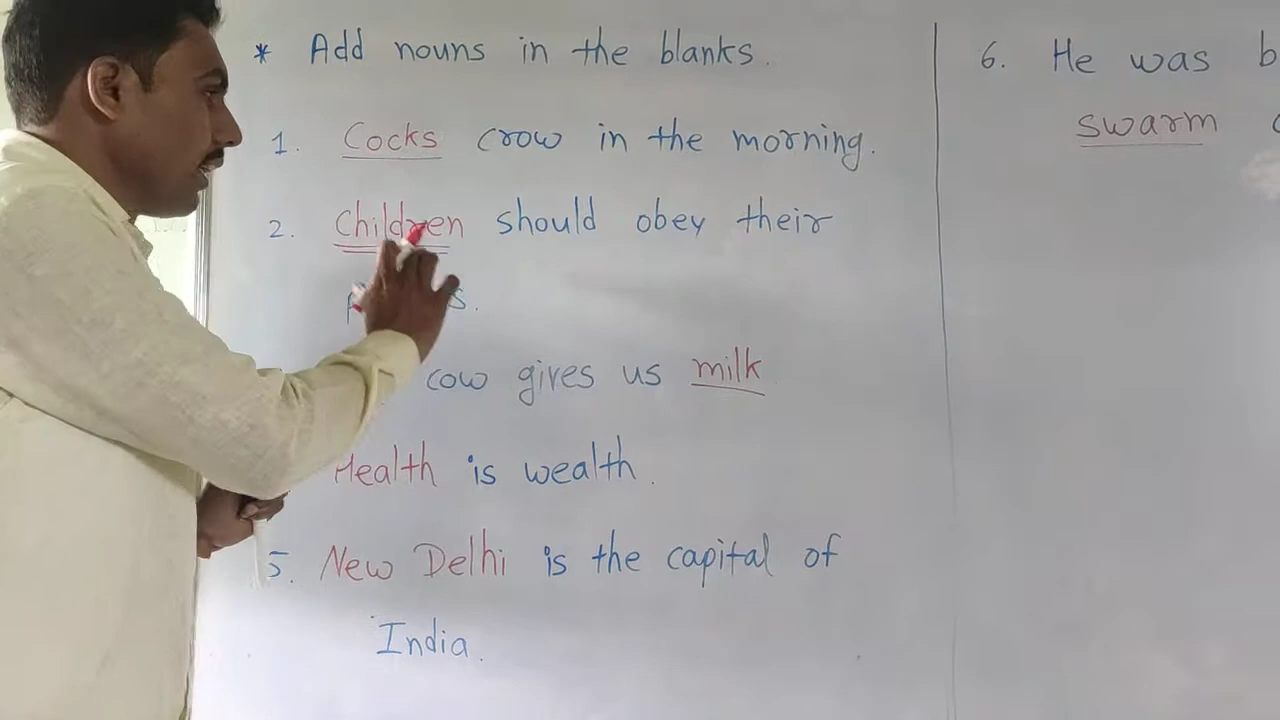 * Add nouns in the blanks.
1. Cocks crow in the morning.
2. Children should obey their
cow gives us milk
Health is wealth.
5. New Delhi is the capital of
India.
6. He was
swarm